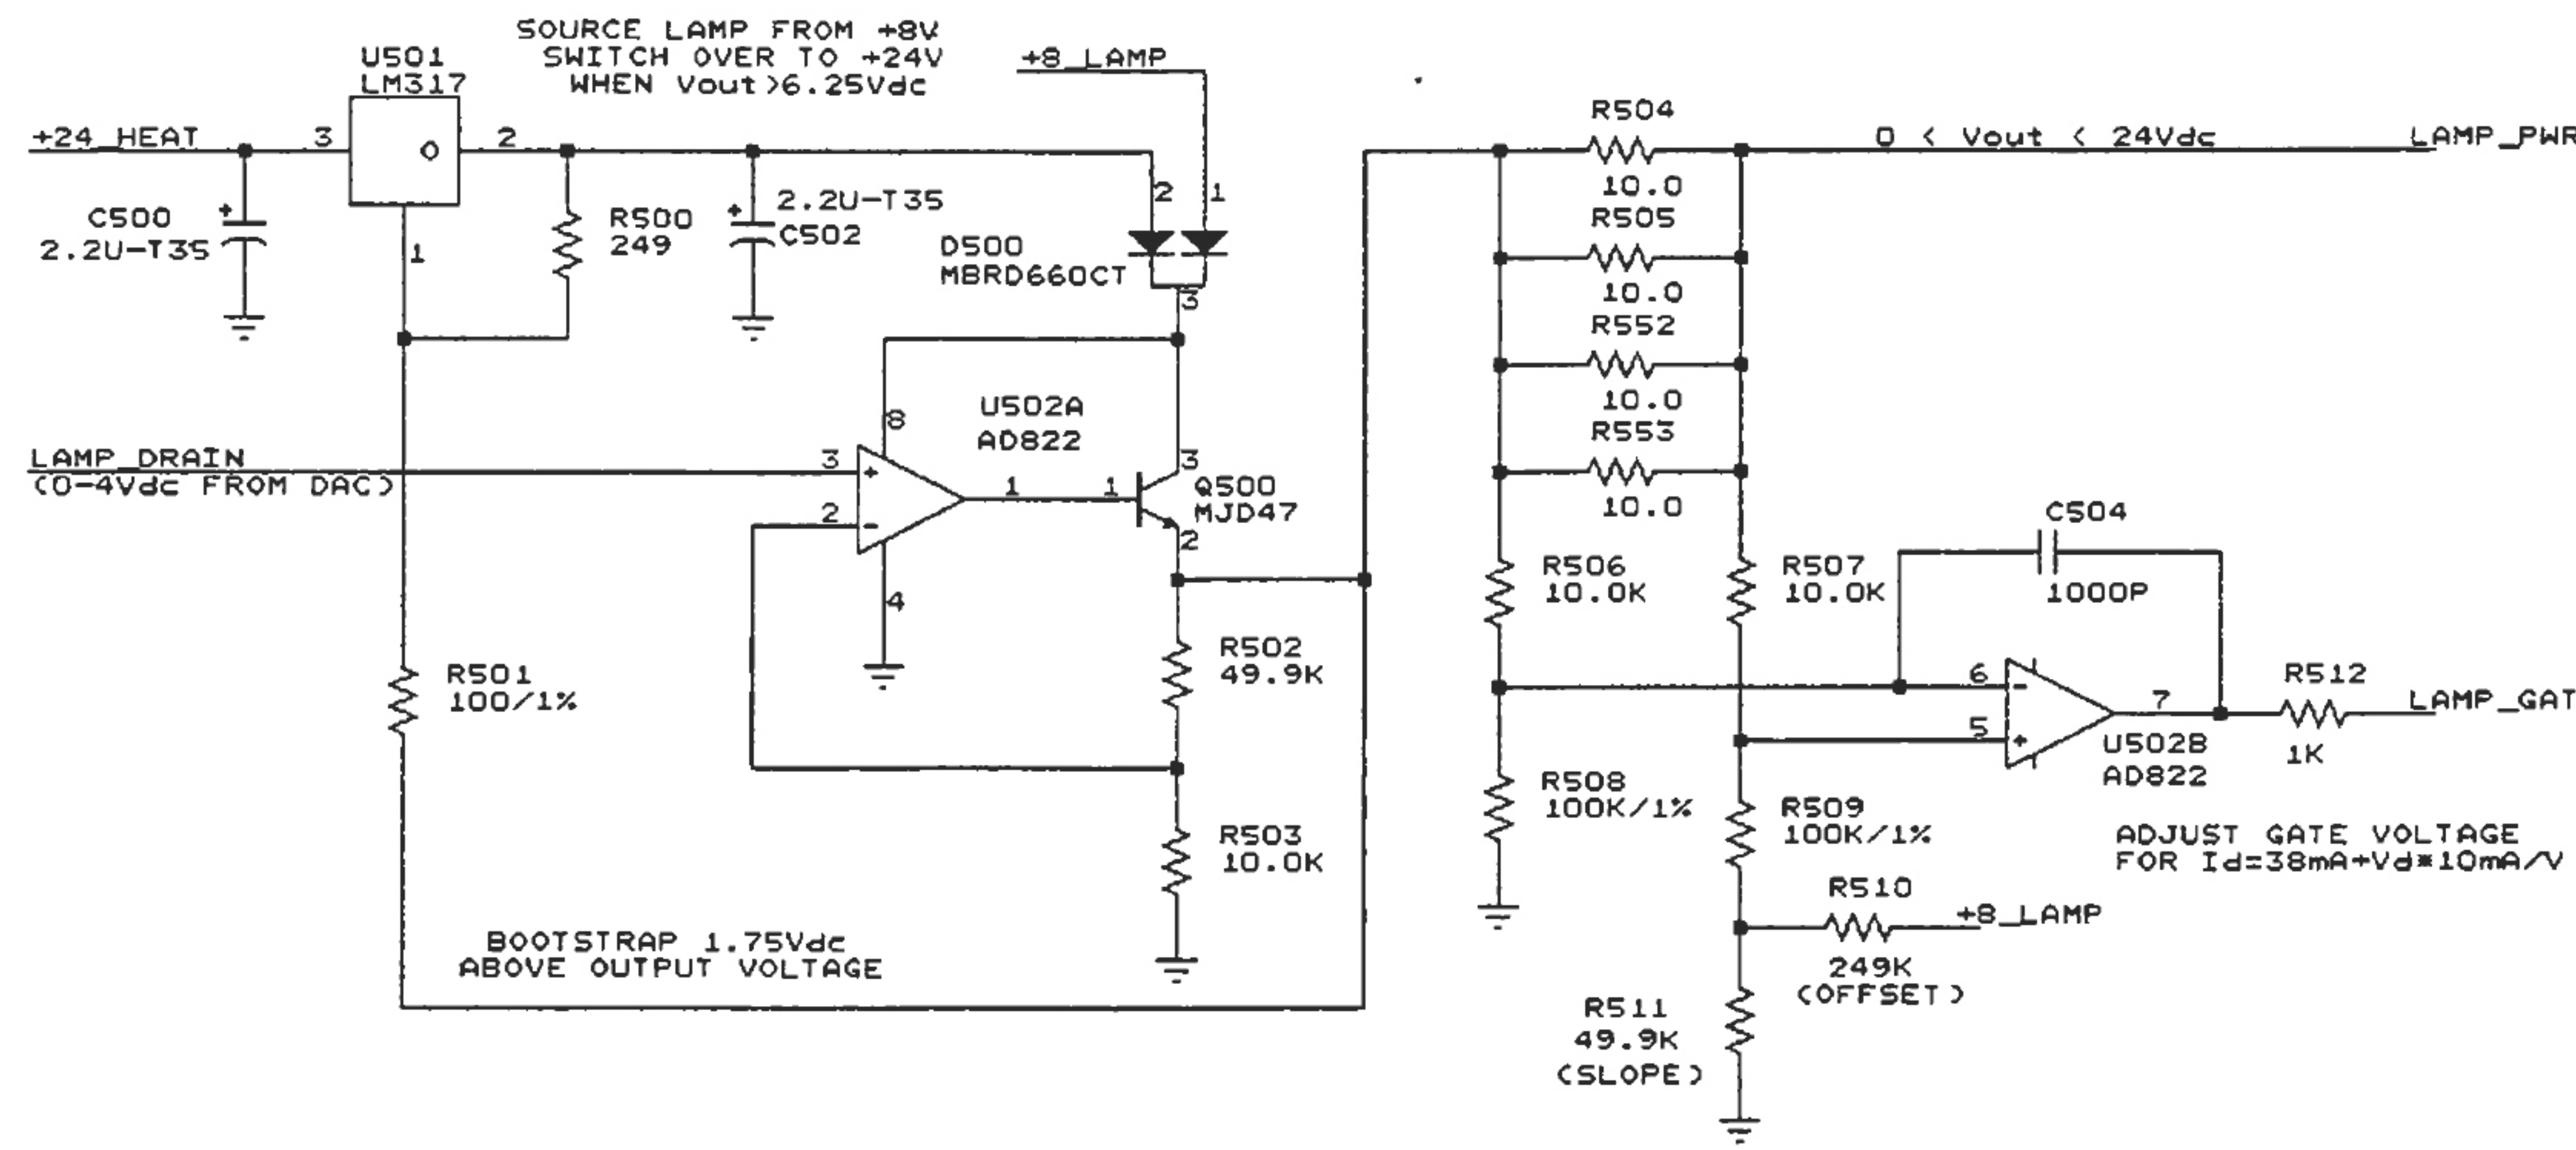 SOURCE LAMP FROM +8V
SWITCH OVER TO +24V
WHEN Vout>6.25Vdc
U501
LM317
+8_LAMP
+24_HEAT
3
O
2
C500
2.2U-T35
+
1
R500
249
+
2.2U-T35
C502
2
1
D500
MBRD660CT
3
LAMP_DRAIN
(0-4Vdc FROM DAC)
3
+
2
-
8
4
U502A
AD822
1
1
3
Q500
MJD47
2
R501
100/1%
R502
49.9K
R503
10.0K
BOOTSTRAP 1.75Vdc
ABOVE OUTPUT VOLTAGE
R504
10.0
R505
10.0
R552
10.0
R553
10.0
0 < Vout < 24Vdc
LAMP_PWR
R506
10.0K
R507
10.0K
C504
1000P
6
-
5
+
7
U502B
AD822
R512
1K
LAMP_GAT
R508
100K/1%
R509
100K/1%
ADJUST GATE VOLTAGE
FOR Id=38mA+Vd*10mA/V
R510
+8_LAMP
249K
(OFFSET)
R511
49.9K
(SLOPE)